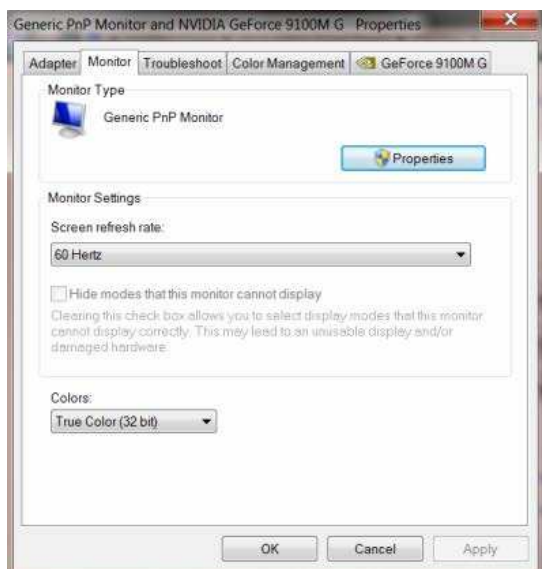 Generic PnP Monitor and NVIDIA GeForce 9100M G Properties
Adapter Monitor Troubleshoot Color Management GeForce 9100M G
Monitor Type
Generic PnP Monitor
Properties
Monitor Settings
Screen refresh rate:
60 Hertz
Hide modes that this monitor cannot display
Clearing this check box allows you to select display modes that this monitor
cannot display correctly. This may lead to an unusable display and/or
damaged hardware.
Colors:
True Color (32 bit)
OK Cancel Apply